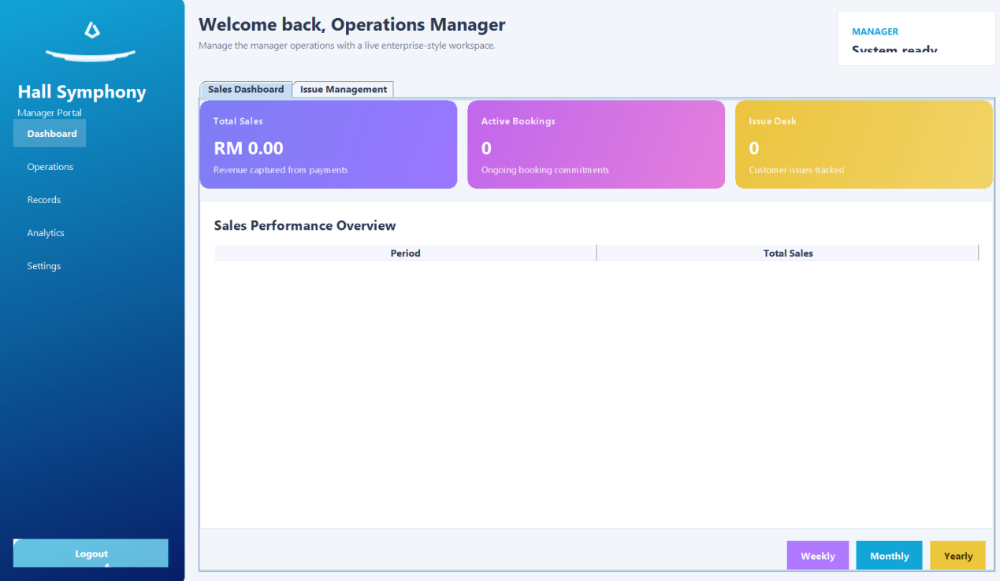 Hall Symphony
Manager Portal
Dashboard
Operations
Records
Analytics
Settings
Logout
Welcome back, Operations Manager
Manage the manager operations with a live enterprise-style workspace.
MANAGER
System ready
Sales Dashboard
Issue Management
Total Sales
RM 0.00
Revenue captured from payments
Active Bookings
0
Ongoing booking commitments
Issue Desk
0
Customer issues tracked
Sales Performance Overview
Period
Total Sales
Weekly
Monthly
Yearly